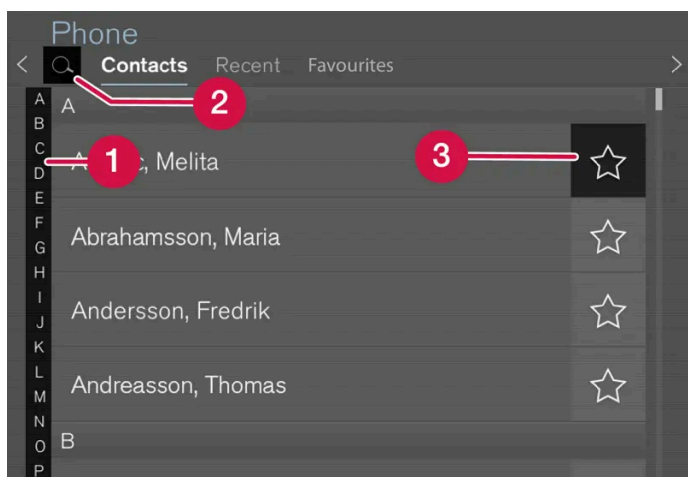 Phone
Contacts Recent Favourites
2
A
B
C
D
E
F
G
H
I
J
K
L
M
N
O
P
A
1
Melita
3
Abrahamsson, Maria
Andersson, Fredrik
Andreasson, Thomas
B